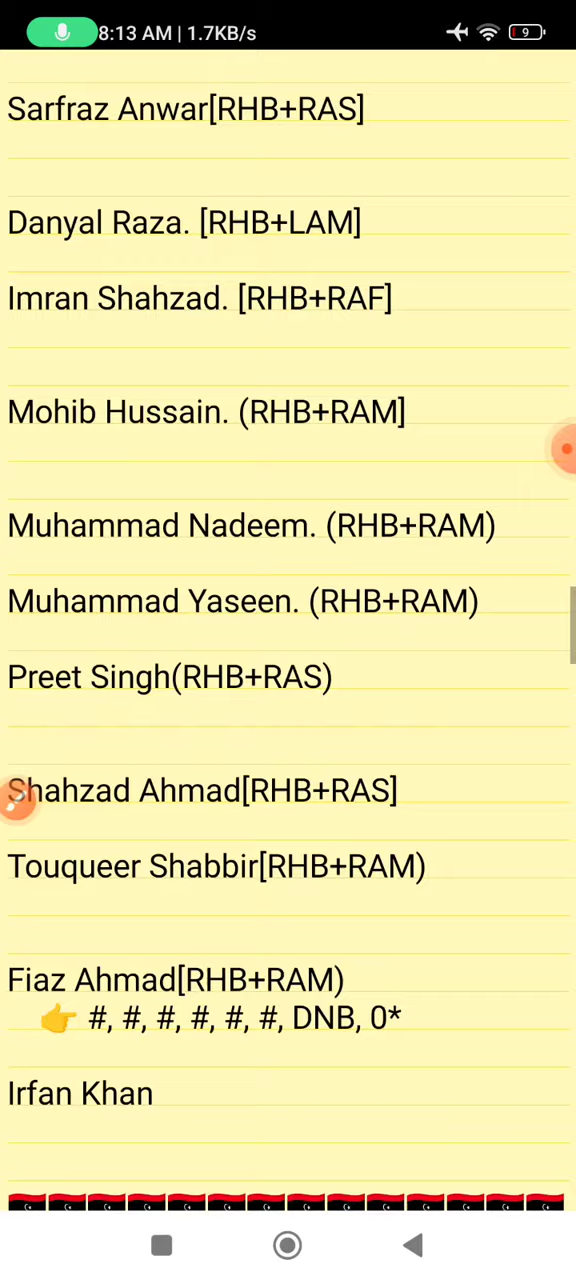 8:13 AM | 1.7KB/s 9
Sarfraz Anwar[RHB+RAS]
Danyal Raza. [RHB+LAM]
Imran Shahzad. [RHB+RAF]
Mohib Hussain. (RHB+RAM]
Muhammad Nadeem. (RHB+RAM)
Muhammad Yaseen. (RHB+RAM)
Preet Singh(RHB+RAS)
Shahzad Ahmad[RHB+RAS]
Touqueer Shabbir[RHB+RAM)
Fiaz Ahmad[RHB+RAM)
👉 #, #, #, #, #, #, DNB, 0*
Irfan Khan